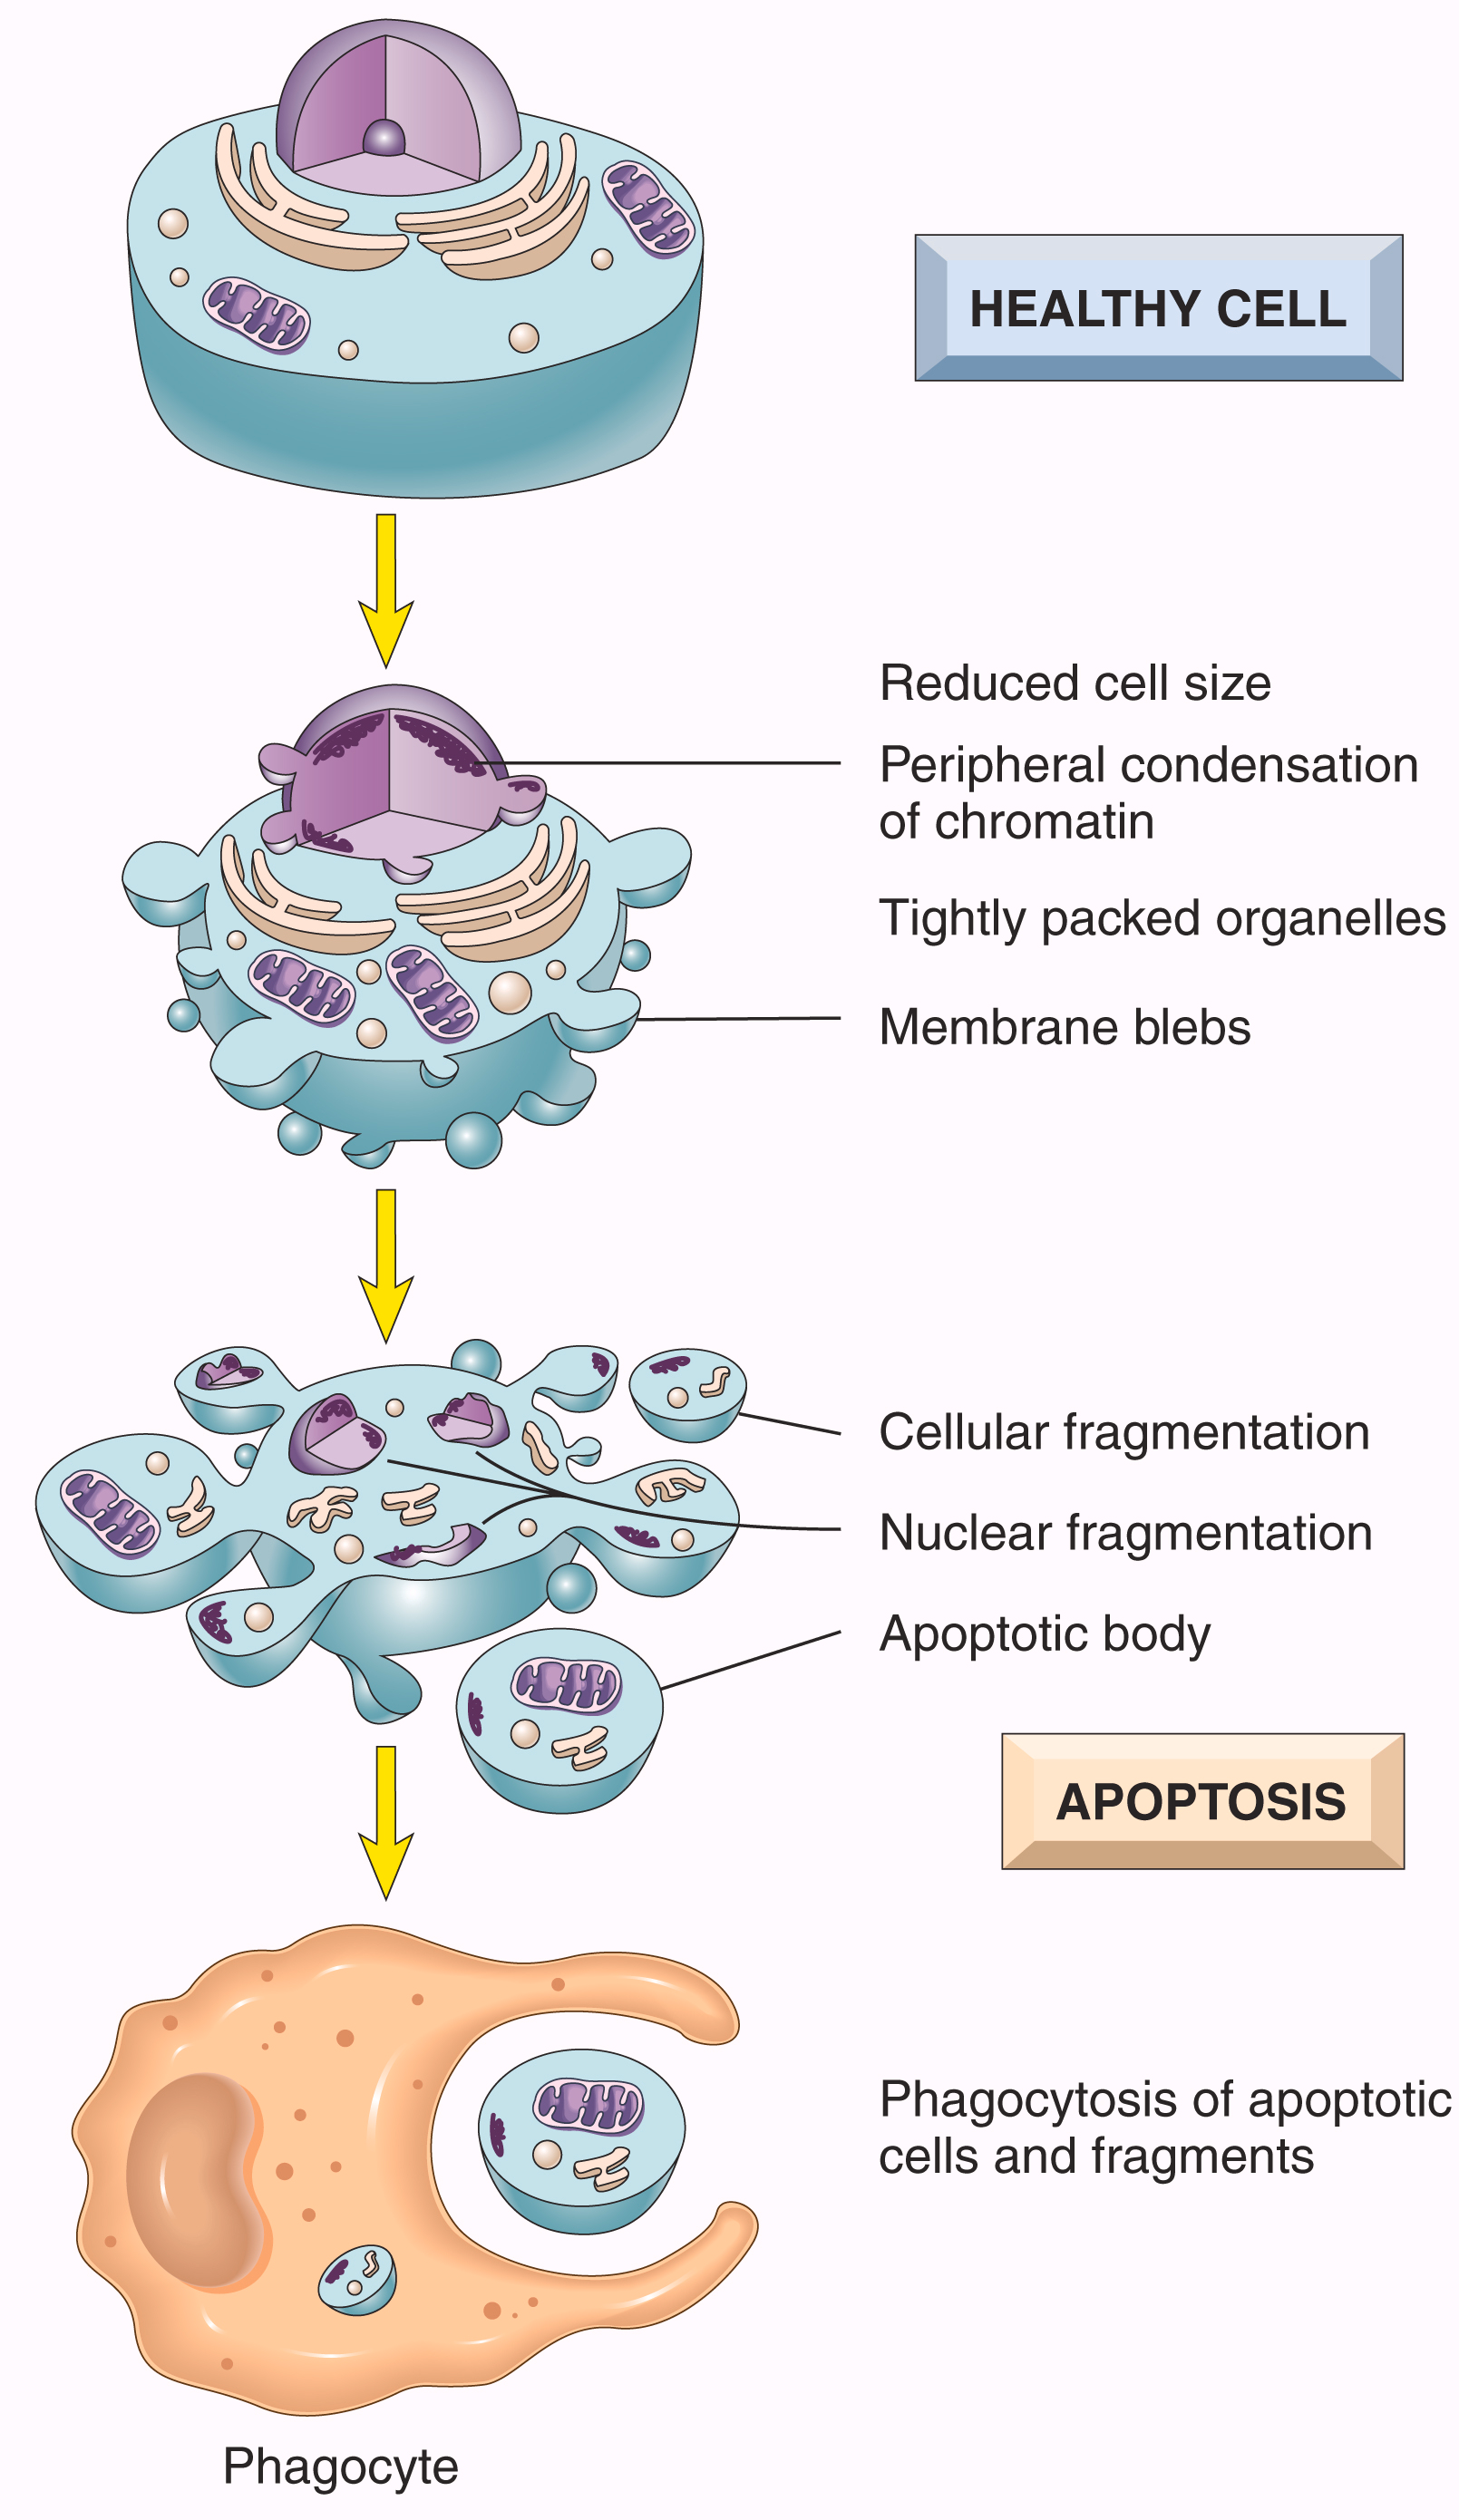 HEALTHY CELL
Reduced cell size
Peripheral condensation
of chromatin
Tightly packed organelles
Membrane blebs
Cellular fragmentation
Nuclear fragmentation
Apoptotic body
APOPTOSIS
Phagocytosis of apoptotic
cells and fragments
Phagocyte